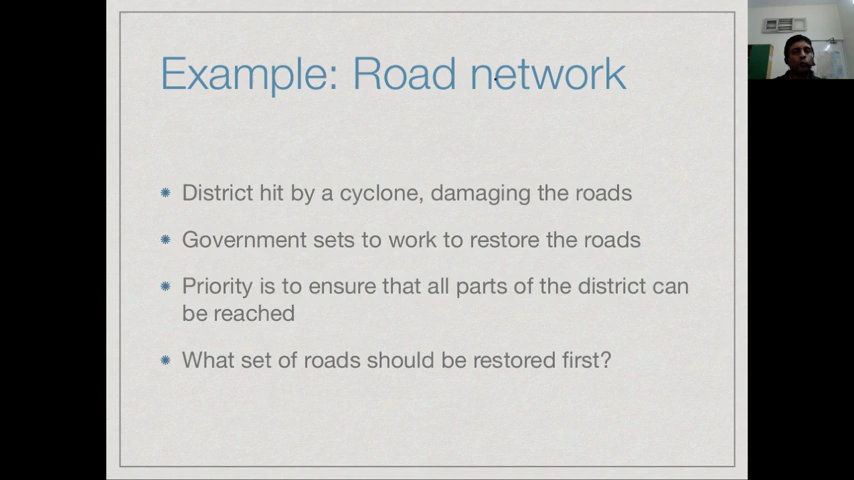 Example: Road network
District hit by a cyclone, damaging the roads
Government sets to work to restore the roads
Priority is to ensure that all parts of the district can
be reached
What set of roads should be restored first?